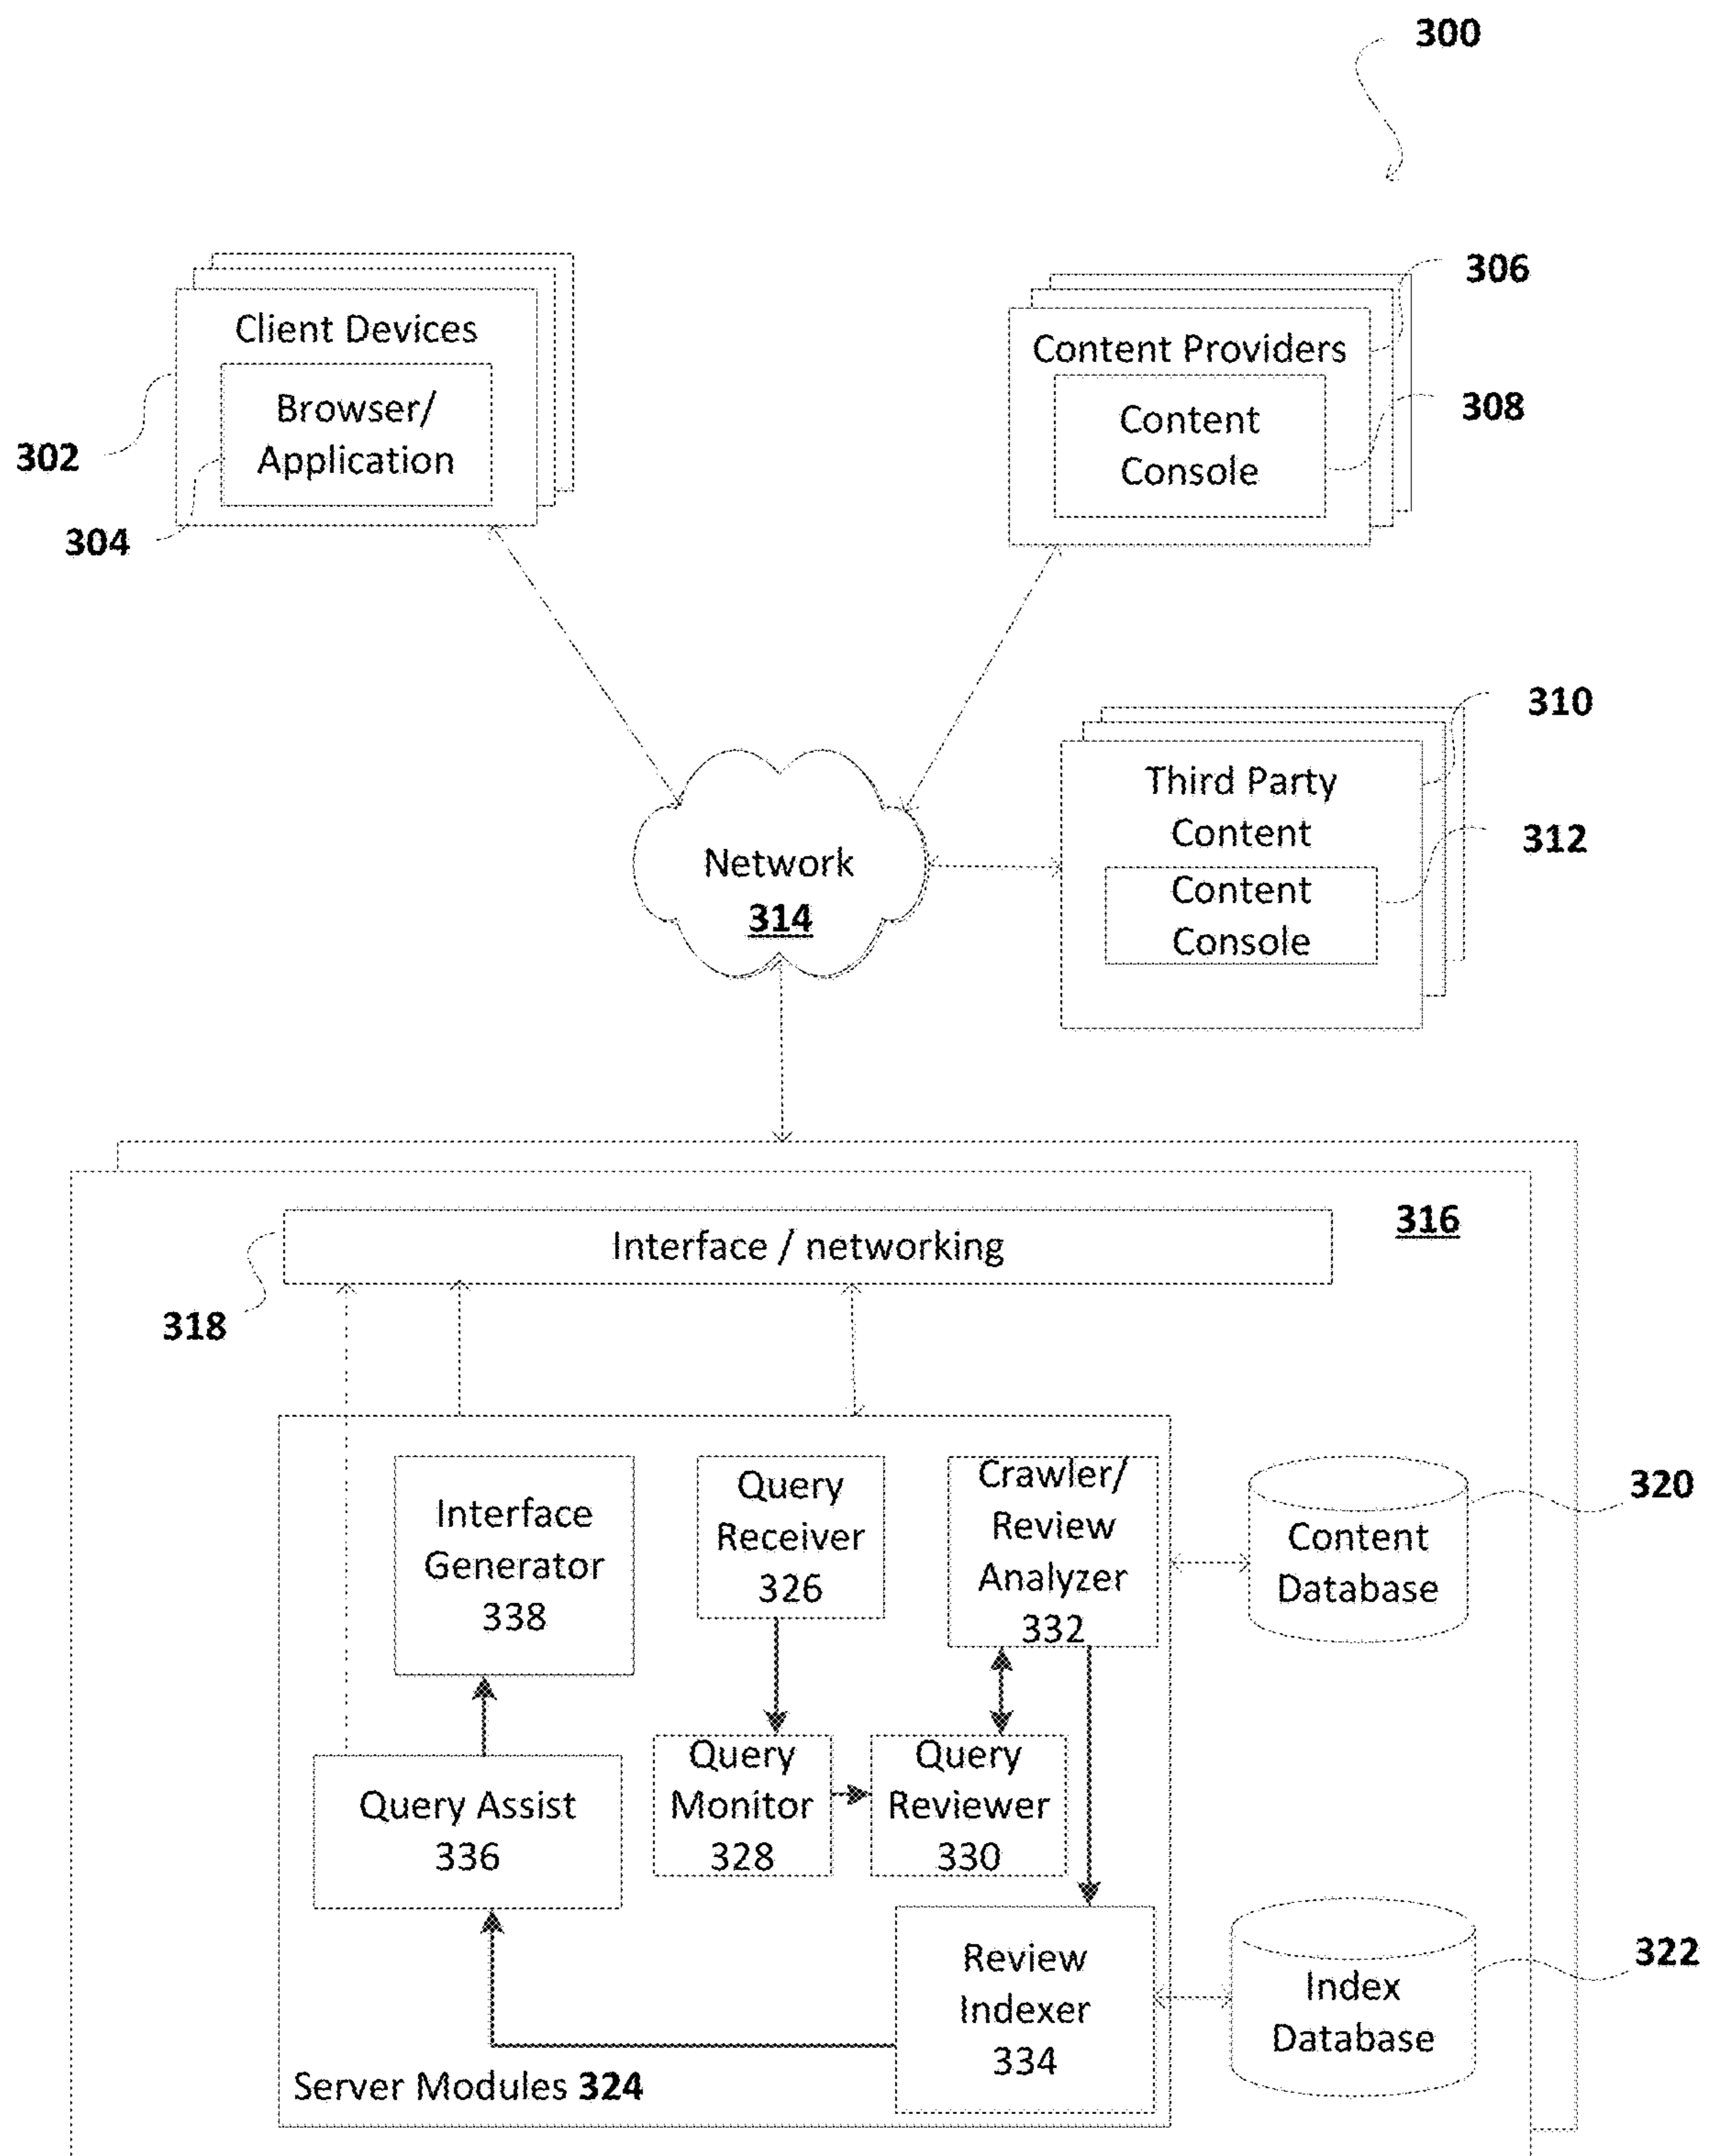 300
Client Devices
Browser/
Application
302
304
306
Content Providers
308
Content
Console
310
Third Party
Content
312
Content
Console
Network
314
316
Interface / networking
318
Interface
Generator
338
Query
Receiver
326
Crawler/
Review
Analyzer
332
320
Content
Database
Query Assist
336
Query
Monitor
328
Query
Reviewer
330
Review
Indexer
334
322
Index
Database
Server Modules 324